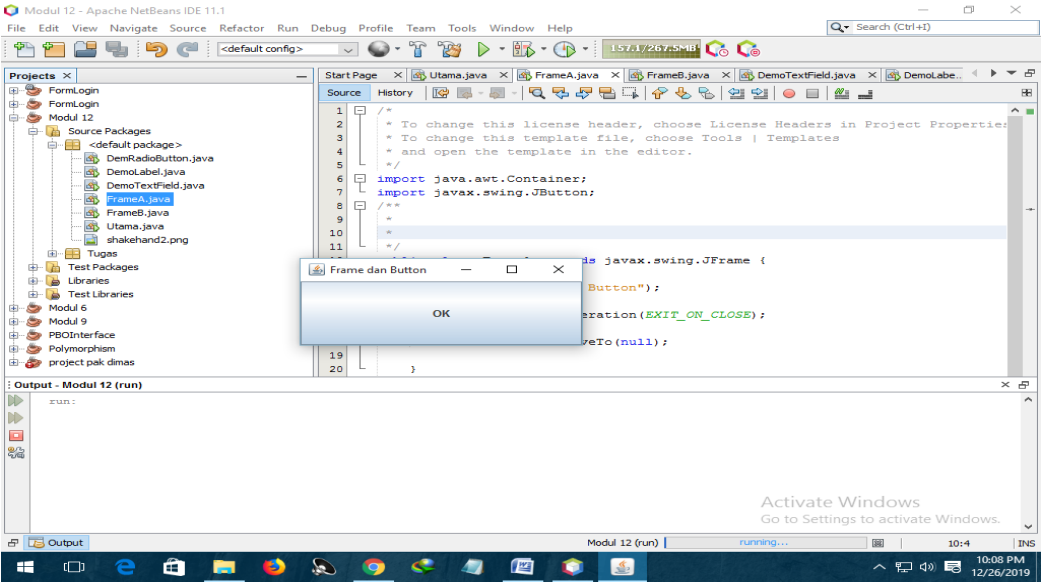 Modul 12 - Apache NetBeans IDE 11.1
File Edit View Navigate Source Refactor Run Debug Profile Team Tools Window Help
Search (Ctrl+I)
<default config>
157.1/267.5MB
Projects
Start Page Utama.java FrameA.java FrameB.java DemoTextField.java DemoLabe..
Source History
FormLogin
FormLogin
Modul 12
Source Packages
<default package>
DemRadioButton.java
DemoLabel.java
DemoTextField.java
FrameA.java
FrameB.java
Utama.java
shakehand2.png
Tugas
Test Packages
Libraries
Test Libraries
Modul 6
Modul 9
PBOInterface
Polymorphism
project pak dimas
1 /*
2 * To change this license header, choose License Headers in Project Properties
3 * To change this template file, choose Tools | Templates
4 * and open the template in the editor.
5 */
6 import java.awt.Container;
7 import javax.swing.JButton;
8 /**
9 *
10 *
11 */
ds javax.swing.JFrame {
Button");
eration(EXIT_ON_CLOSE);
veTo(null);
19
20 }
Frame dan Button
OK
Output - Modul 12 (run)
run:
Activate Windows
Go to Settings to activate Windows.
Output
Modul 12 (run) running... 10:4 INS
10:08 PM
12/26/2019